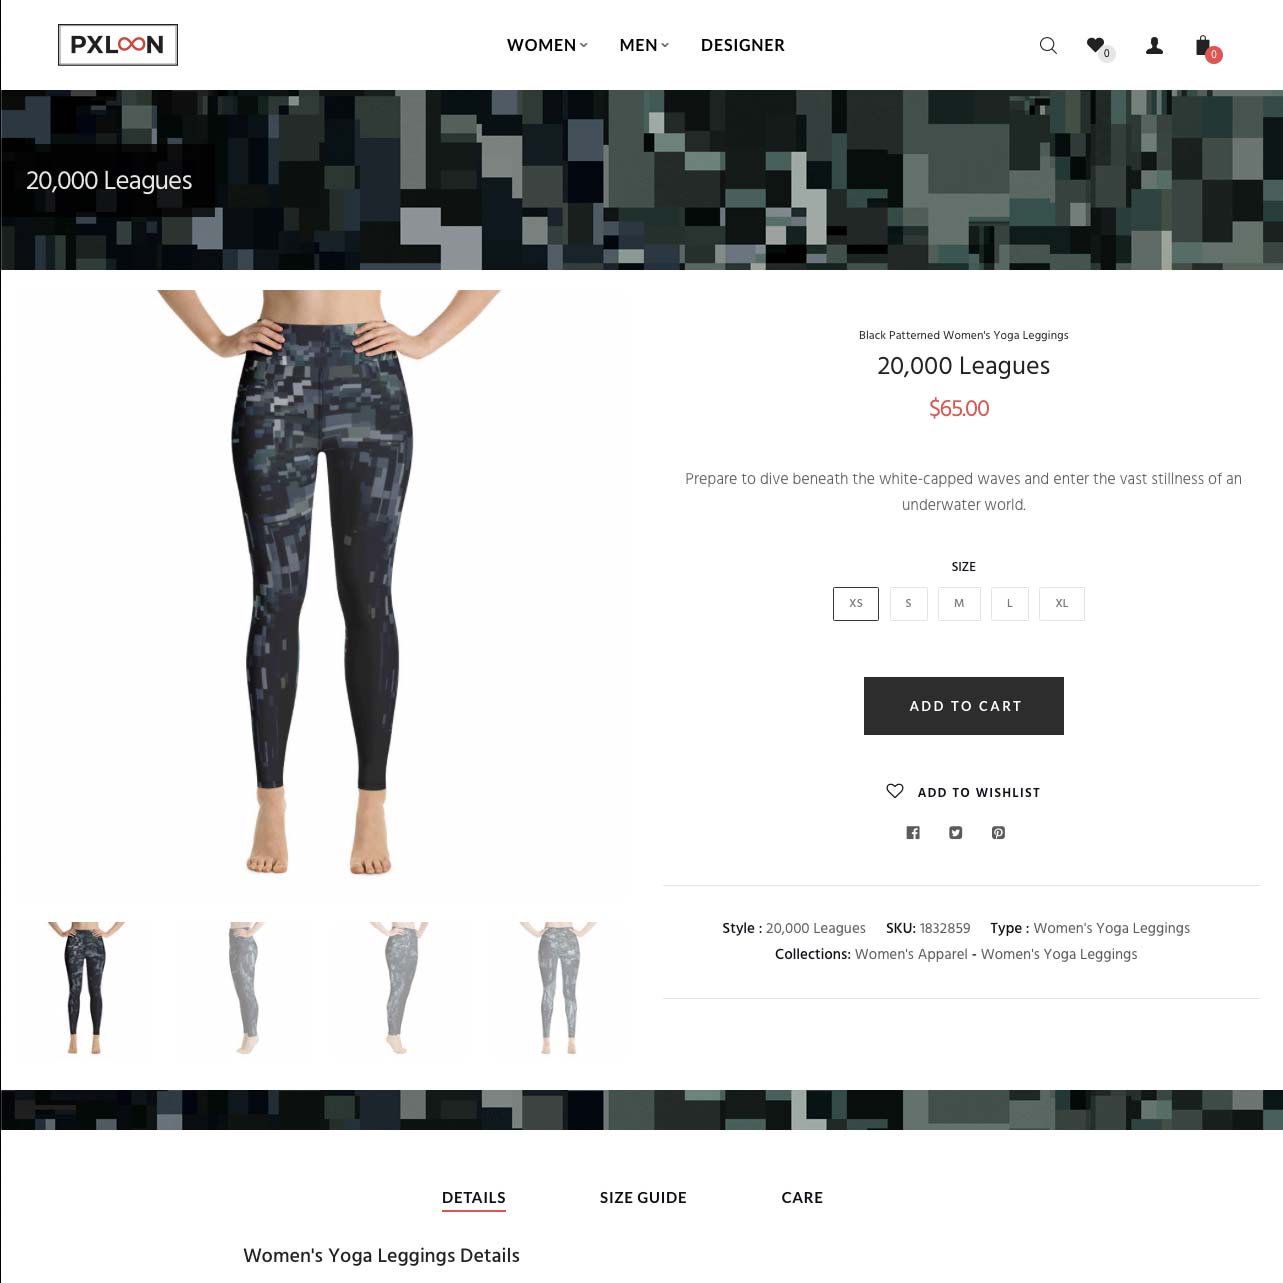 PXLOON
WOMEN MEN DESIGNER
0 0
20,000 Leagues
Black Patterned Women's Yoga Leggings
20,000 Leagues
$65.00
Prepare to dive beneath the white-capped waves and enter the vast stillness of an
underwater world.
SIZE
XS S M L XL
ADD TO CART
ADD TO WISHLIST
Style : 20,000 Leagues SKU: 1832859 Type : Women's Yoga Leggings
Collections: Women's Apparel - Women's Yoga Leggings
DETAILS SIZE GUIDE CARE
Women's Yoga Leggings Details